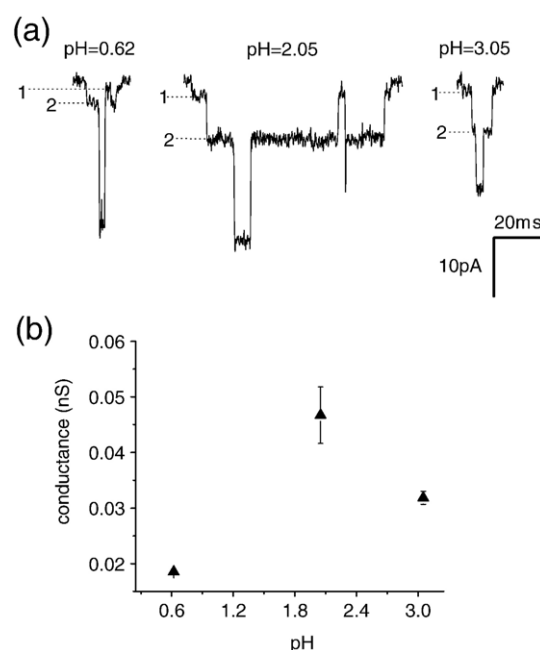 (a)
pH=0.62 pH=2.05 pH=3.05
1 1 1
2 2 2
20ms
10pA
(b)
0.06
0.05
0.04
0.03
0.02
conductance (nS)
0.6 1.2 1.8 2.4 3.0
pH